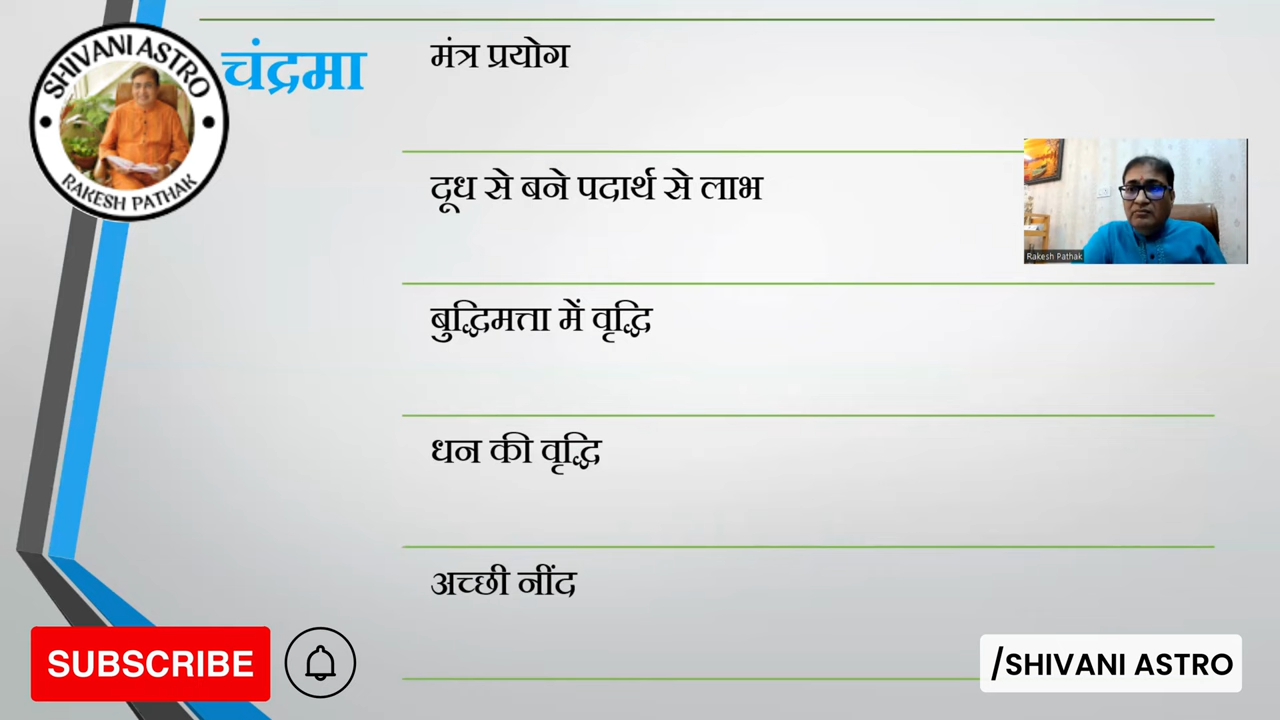 SHIVANI ASTRO
RAKESH PATHAK
चंद्रमा
मंत्र प्रयोग
दूध से बने पदार्थ से लाभ
Rakesh Pathak
बुद्धिमत्ता में वृद्धि
धन की वृद्धि
अच्छी नींद
SUBSCRIBE
/SHIVANI ASTRO